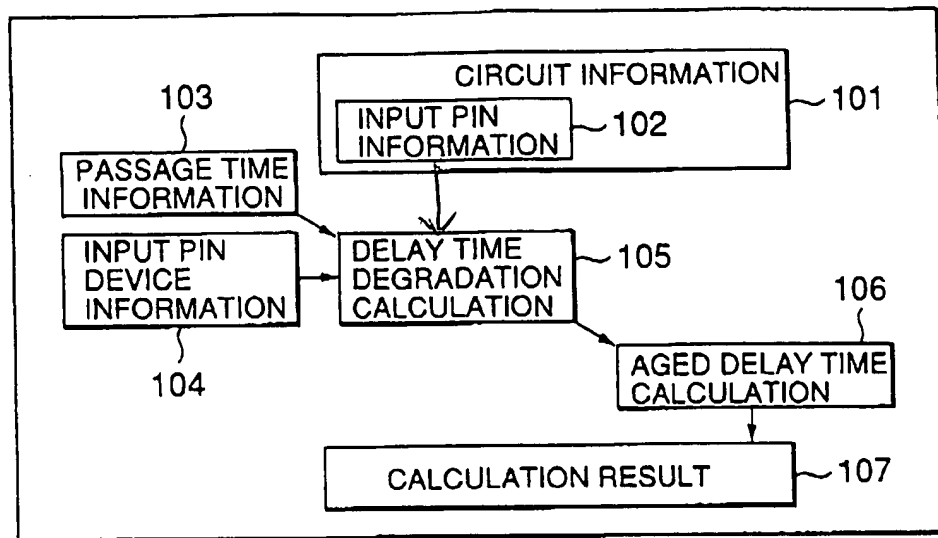 CIRCUIT INFORMATION
101
INPUT PIN
INFORMATION
102
103
PASSAGE TIME
INFORMATION
INPUT PIN
DEVICE
INFORMATION
104
DELAY TIME
DEGRADATION
CALCULATION
105
106
AGED DELAY TIME
CALCULATION
CALCULATION RESULT
107